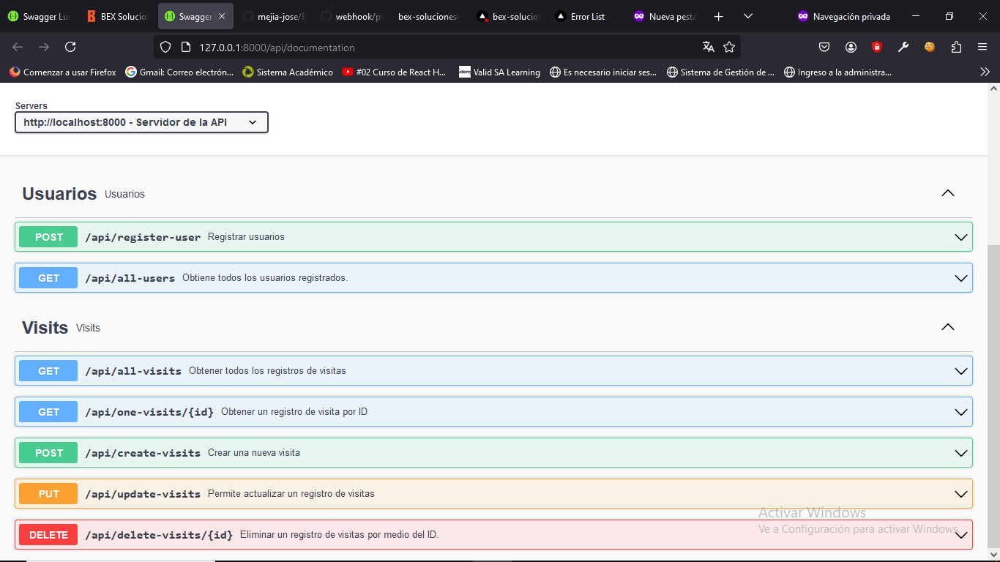 Swagger Lu
BEX Solucion
Swagger
mejia-jose/B
webhook/pa
bex-soluciones-
bex-solucion
Error List
Nueva pesta
Navegación privada
127.0.0.1:8000/api/documentation
Comenzar a usar Firefox
Gmail: Correo electrón...
Sistema Académico
#02 Curso de React H...
Valid SA Learning
Es necesario iniciar ses...
Sistema de Gestión de ...
Ingreso a la administra...
Servers
http://localhost:8000 - Servidor de la API
Usuarios Usuarios
POST /api/register-user Registrar usuarios
GET /api/all-users Obtiene todos los usuarios registrados.
Visits Visits
GET /api/all-visits Obtener todos los registros de visitas
GET /api/one-visits/{id} Obtener un registro de visita por ID
POST /api/create-visits Crear una nueva visita
PUT /api/update-visits Permite actualizar un registro de visitas
Activar Windows
Ve a Configuración para activar Windows.
DELETE /api/delete-visits/{id} Eliminar un registro de visitas por medio del ID.